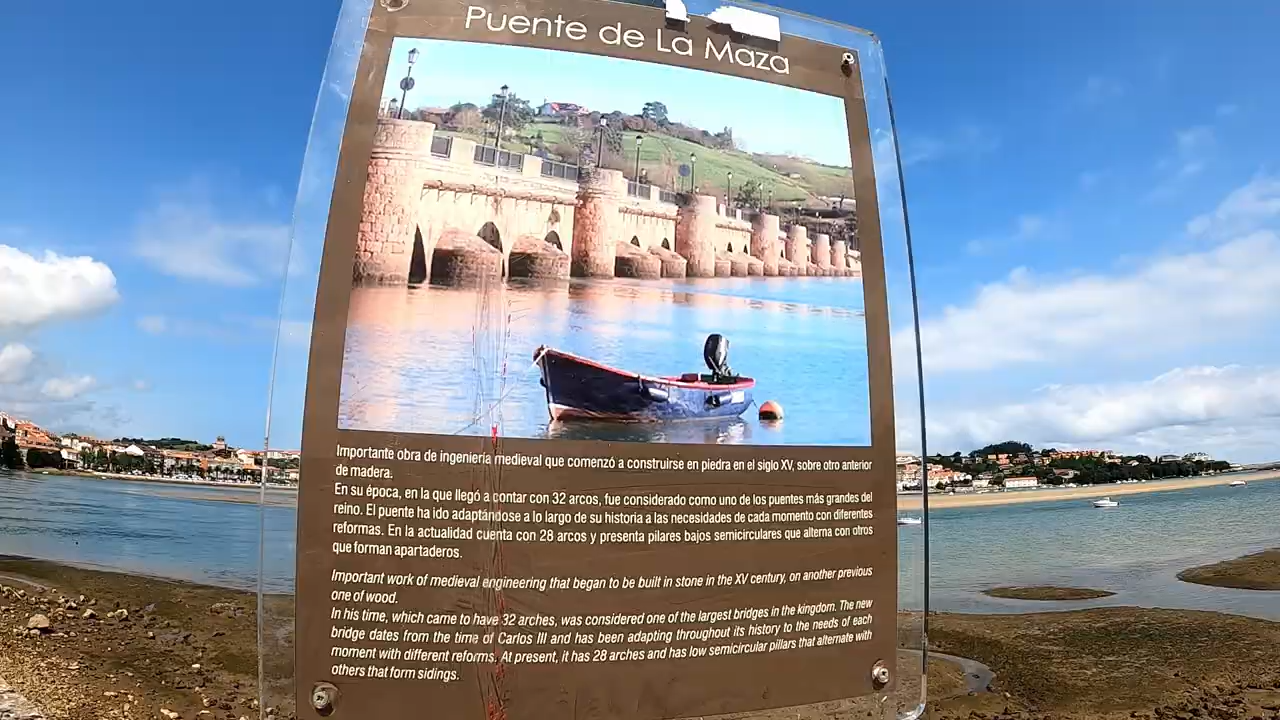 Puente de La Maza
Importante obra de ingeniería medieval que comenzó a construirse en piedra en el siglo XV, sobre otro anterior
de madera.
En su época, en la que llegó a contar con 32 arcos, fue considerado como uno de los puentes más grandes del
reino. El puente ha ido adaptándose a lo largo de su historia a las necesidades de cada momento con diferentes
reformas. En la actualidad cuenta con 28 arcos y presenta pilares bajos semicirculares que alterna con otros
que forman apartaderos.
Important work of medieval engineering that began to be built in stone in the XV century, on another previous
one of wood.
In his time, which came to have 32 arches, was considered one of the largest bridges in the kingdom. The new
bridge dates from the time of Carlos III and has been adapting throughout its history to the needs of each
moment with different reforms. At present, it has 28 arches and has low semicircular pillars that alternate with
others that form sidings.